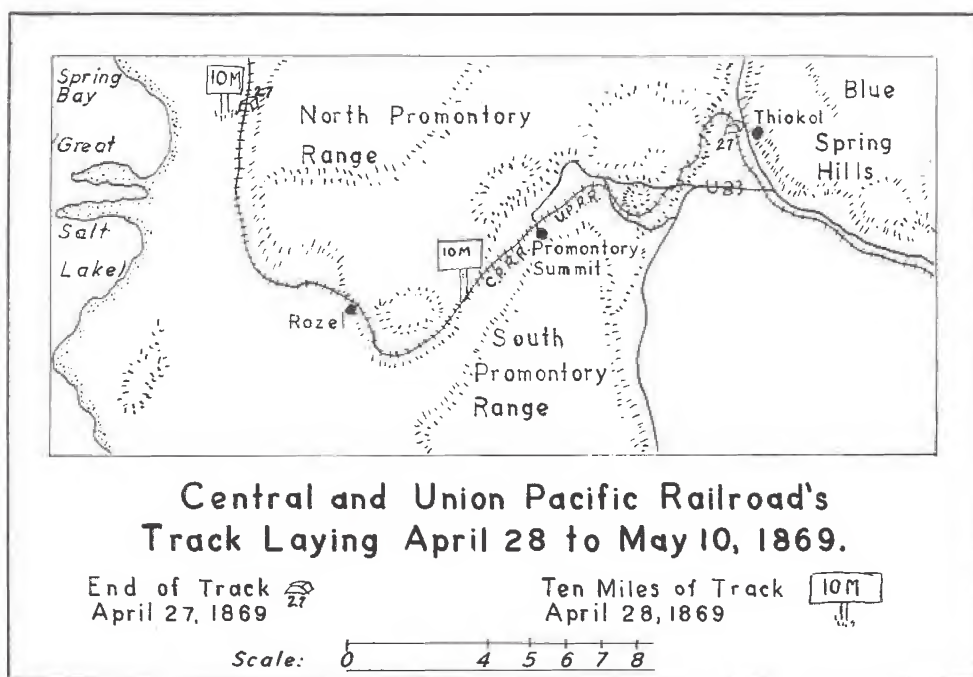 Spring
Bay
Great
Salt
Lake
10M
27
North Promontory
Range
Rozel
10M
C.P.R.R.
U.P.R.R.
Promontory
Summit
South
Promontory
Range
27
Thiokol
Blue
Spring
Hills
U83
Central and Union Pacific Railroad's
Track Laying April 28 to May 10, 1869.
End of Track 27
April 27, 1869
Ten Miles of Track 10M
April 28, 1869
Scale: 0 4 5 6 7 8